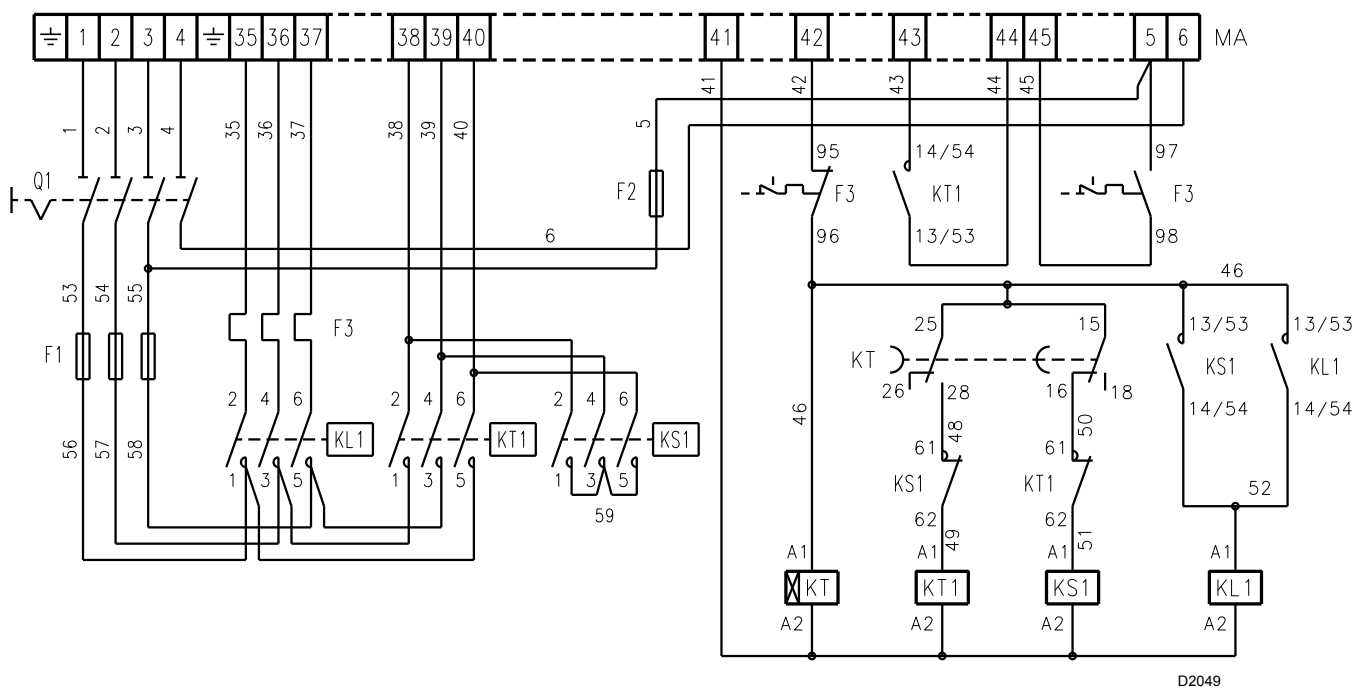 1 2 3 4 35 36 37 38 39 40 41 42 43 44 45 5 6 MA
1 2 3 4 35 36 37 38 39 40 5 41 42 43 44 45
95 14/54 97
Q1 F2 F3 KT1 F3
6 96 13/53 98
46
53 54 55
25 15 13/53 13/53
F1 F3 KT KS1 KL1
26 28 16 18
2 4 6 2 4 6 2 4 6 46 48 50 14/54 14/54
56 57 58 KL1 KT1 KS1 61 61
1 3 5 1 3 5 1 3 5 KS1 KT1 52
59 62 62
49 51
A1 A1 A1 A1
KT KT1 KS1 KL1
A2 A2 A2 A2
D2049